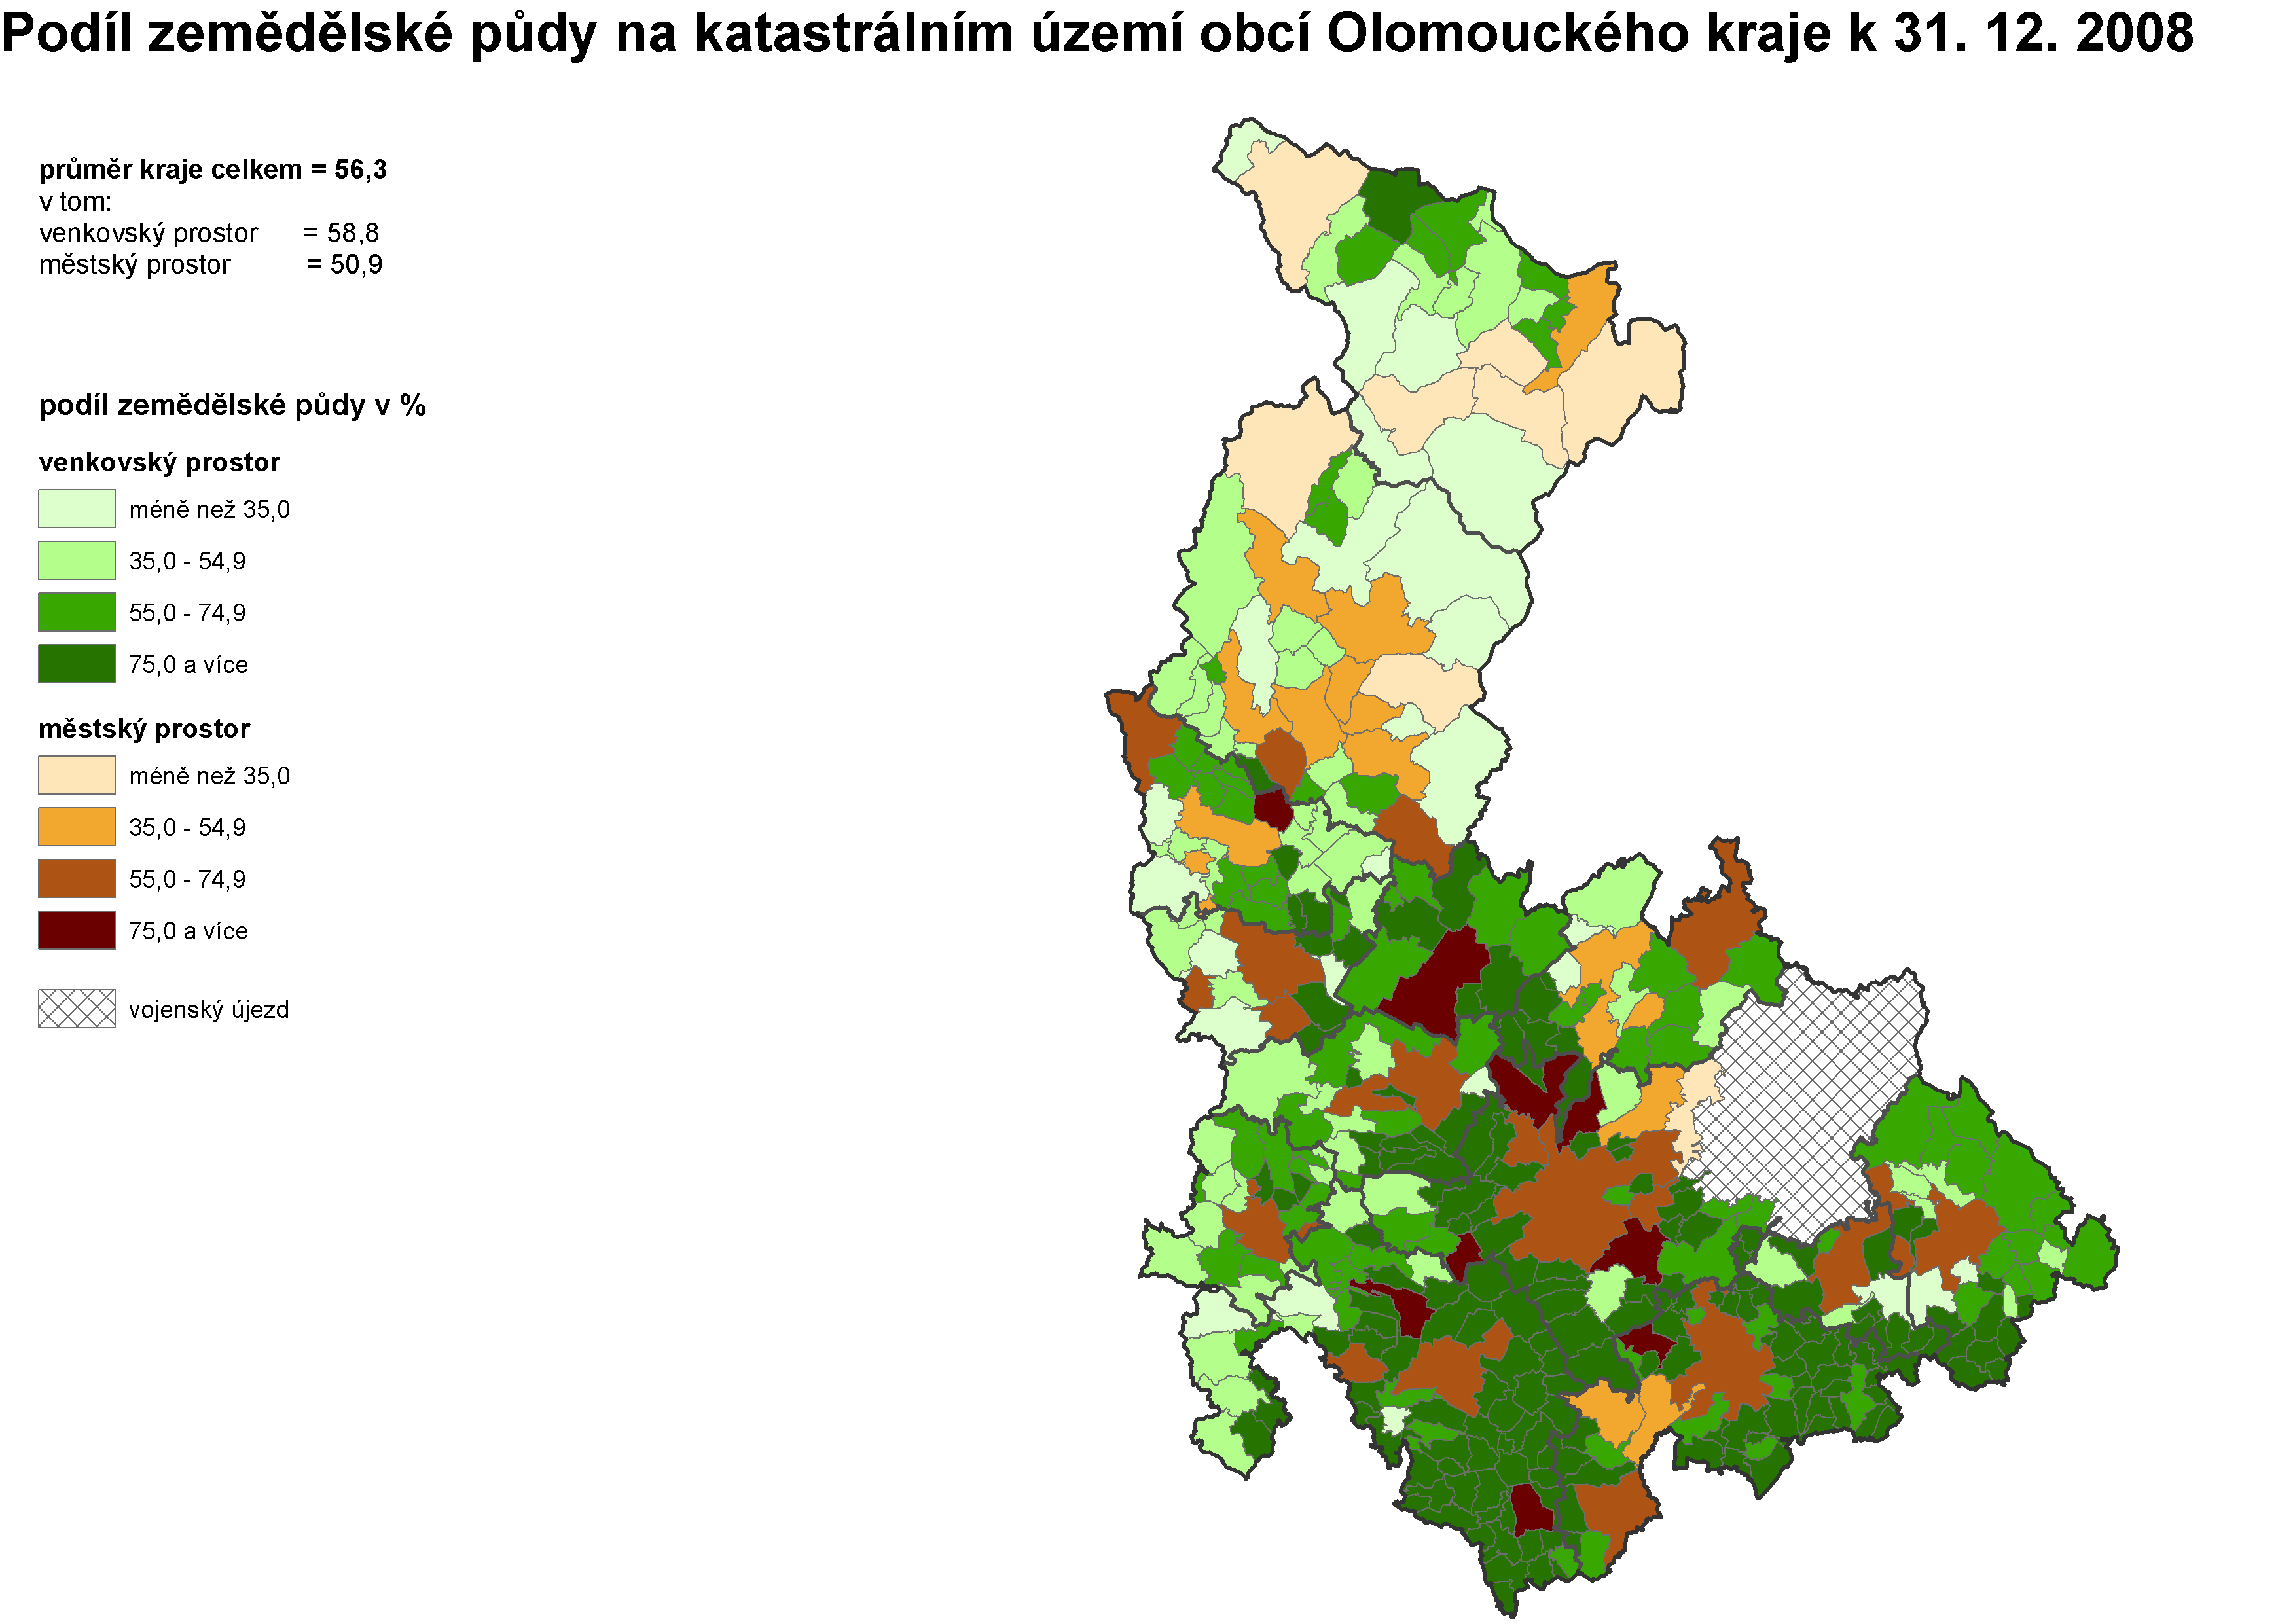 Podíl zemědělské půdy na katastrálním území obcí Olomouckého kraje k 31. 12. 2008
průměr kraje celkem = 56,3
v tom:
venkovský prostor = 58,8
městský prostor = 50,9
podíl zemědělské půdy v %
venkovský prostor
méně než 35,0
35,0 - 54,9
55,0 - 74,9
75,0 a více
městský prostor
méně než 35,0
35,0 - 54,9
55,0 - 74,9
75,0 a více
vojenský újezd